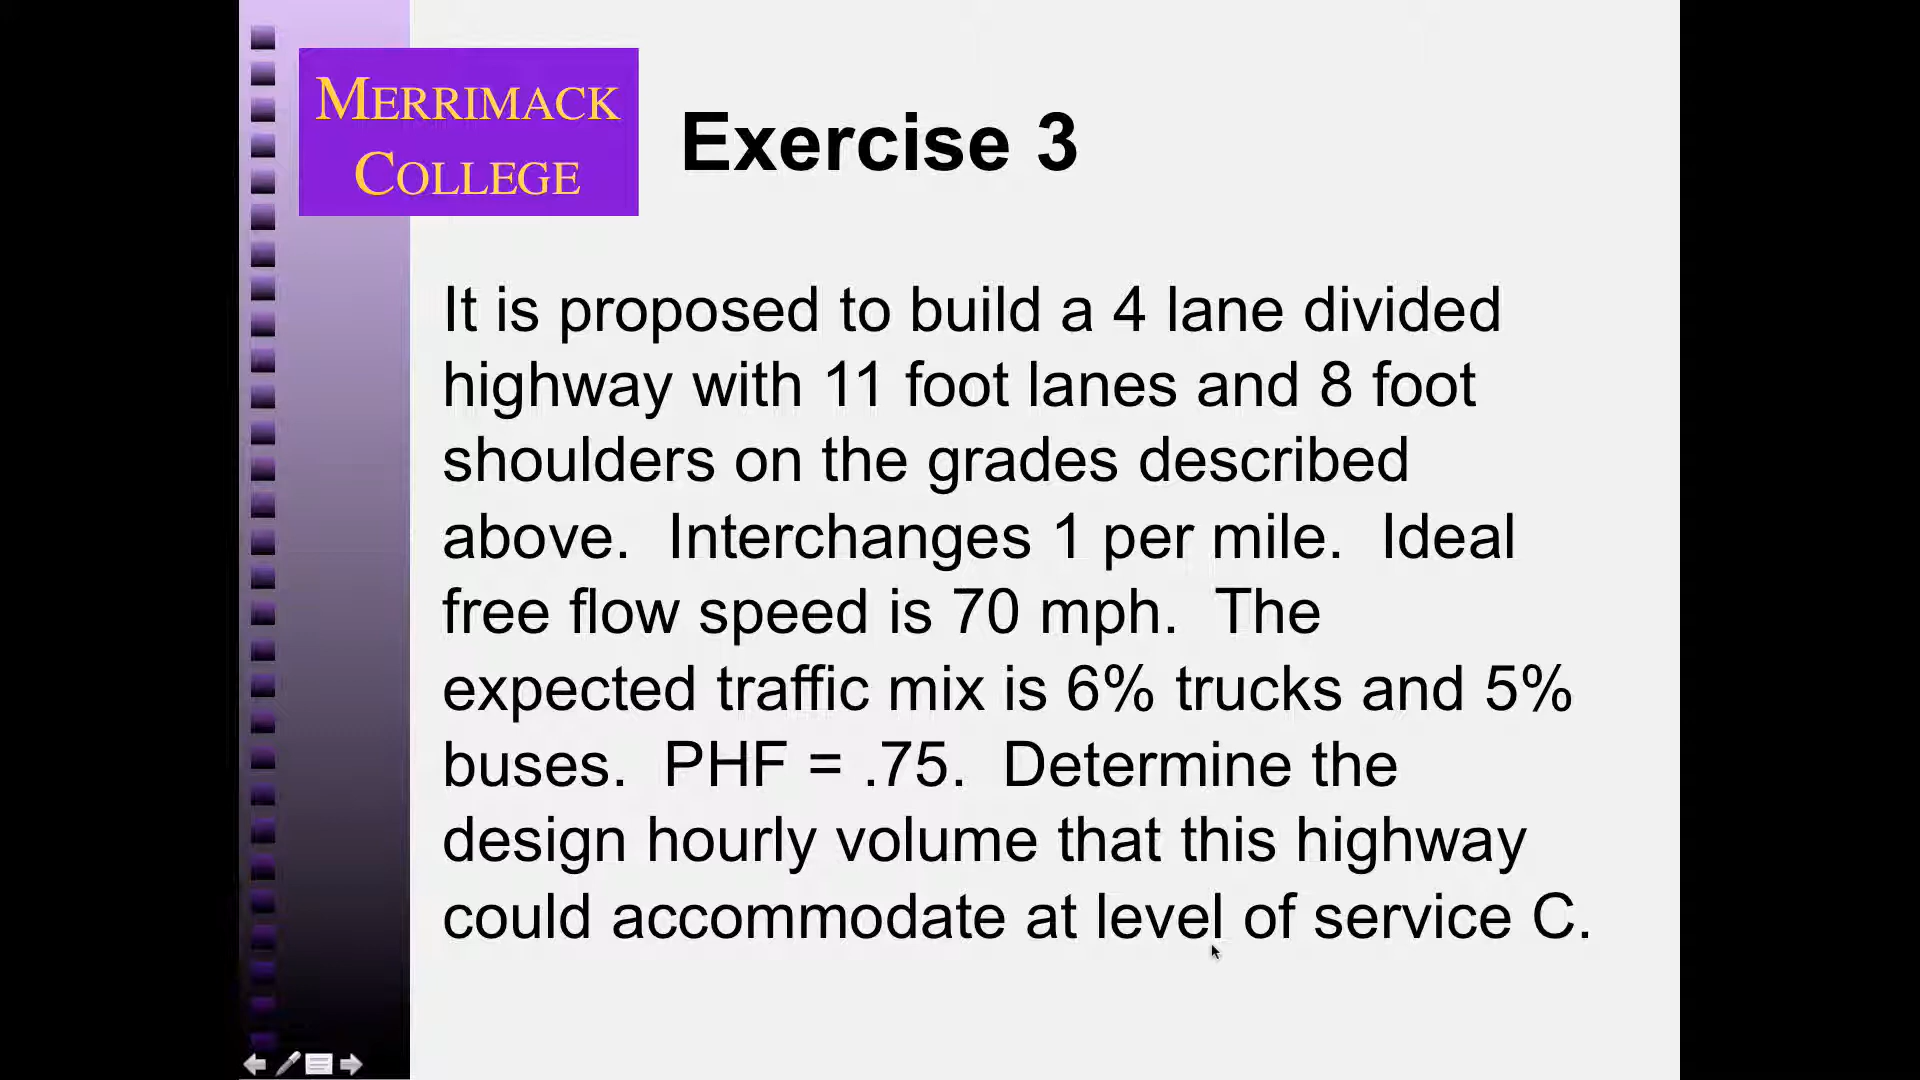 MERRIMACK
COLLEGE
Exercise 3
It is proposed to build a 4 lane divided
highway with 11 foot lanes and 8 foot
shoulders on the grades described
above.  Interchanges 1 per mile.  Ideal
free flow speed is 70 mph.  The
expected traffic mix is 6% trucks and 5%
buses.  PHF = .75.  Determine the
design hourly volume that this highway
could accommodate at level of service C.